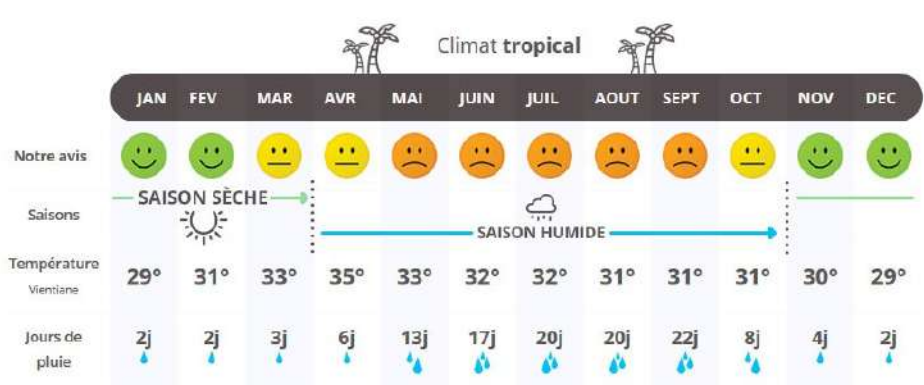 Climat tropical
JAN FEV MAR AVR MAI JUIN JUIL AOUT SEPT OCT NOV DEC
Notre avis
SAISON SÈCHE
Saisons
SAISON HUMIDE
Température
Vientiane
29° 31° 33° 35° 33° 32° 32° 31° 31° 31° 30° 29°
Jours de
pluie
2j 2j 3j 6j 13j 17j 20j 20j 22j 8j 4j 2j